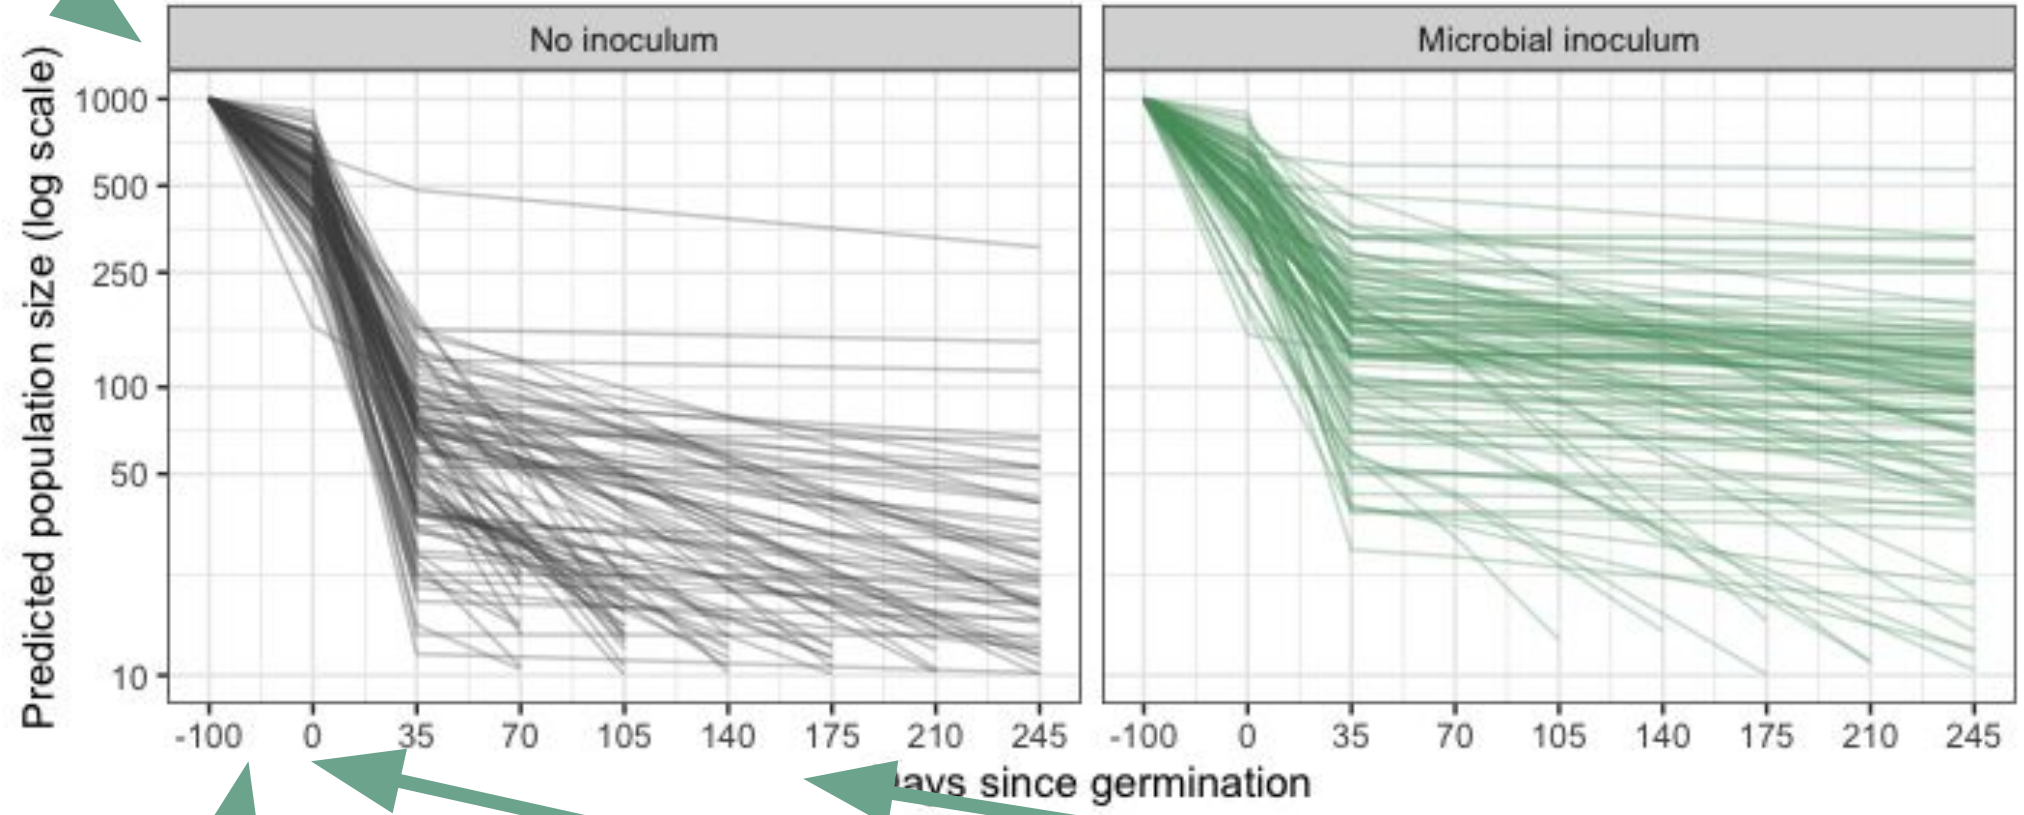 No inoculum
Microbial inoculum
Predicted population size (log scale)
1000
500
250
100
50
10
-100 0 35 70 105 140 175 210 245
-100 0 35 70 105 140 175 210 245
ays since germination